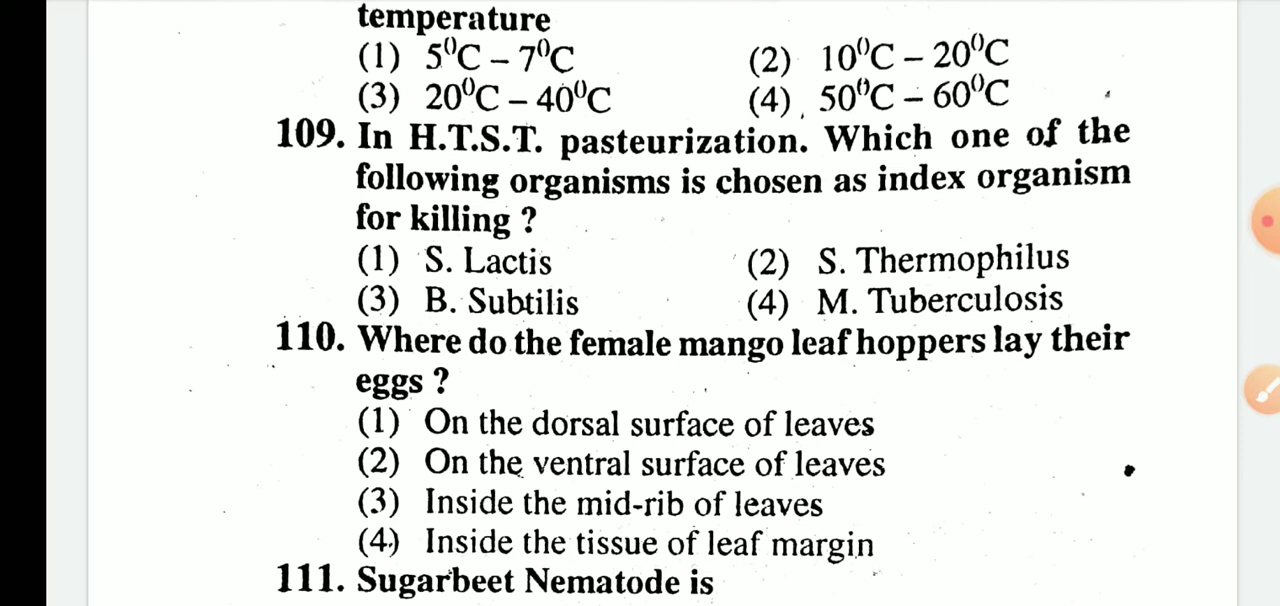 temperature
(1) 5⁰C – 7⁰C (2) 10⁰C – 20⁰C
(3) 20⁰C – 40⁰C (4) 50⁰C – 60⁰C
109. In H.T.S.T. pasteurization. Which one of the
following organisms is chosen as index organism
for killing ?
(1) S. Lactis (2) S. Thermophilus
(3) B. Subtilis (4) M. Tuberculosis
110. Where do the female mango leaf hoppers lay their
eggs ?
(1) On the dorsal surface of leaves
(2) On the ventral surface of leaves
(3) Inside the mid-rib of leaves
(4) Inside the tissue of leaf margin
111. Sugarbeet Nematode is